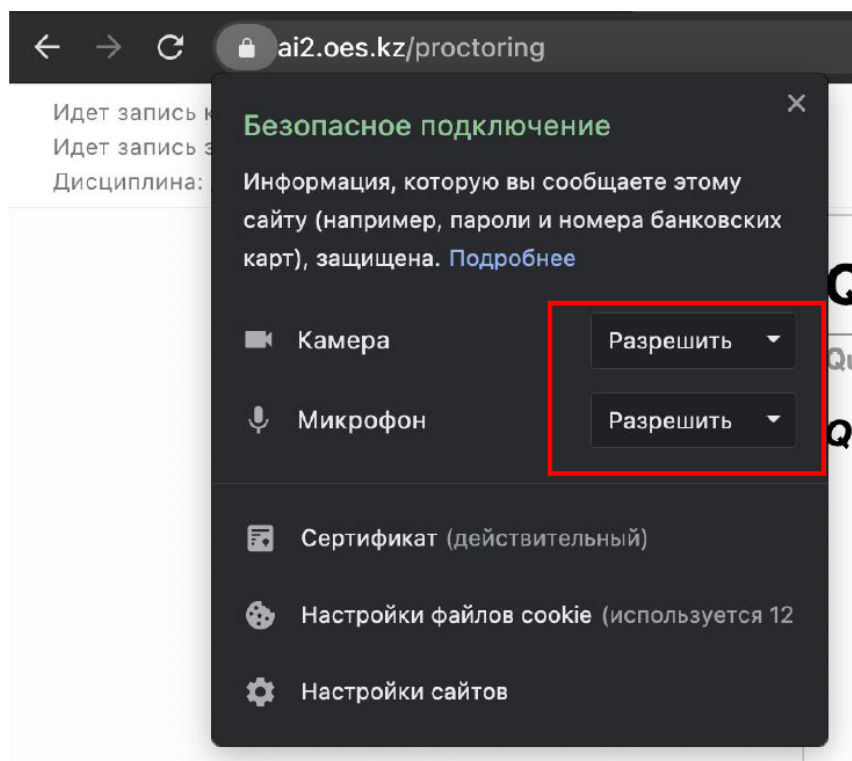 ai2.oes.kz/proctoring
Идет запись
Идет запись
Дисциплина:
Безопасное подключение
Информация, которую вы сообщаете этому
сайту (например, пароли и номера банковских
карт), защищена. Подробнее
Камера Разрешить
Микрофон Разрешить
Сертификат (действительный)
Настройки файлов cookie (используется 12
Настройки сайтов